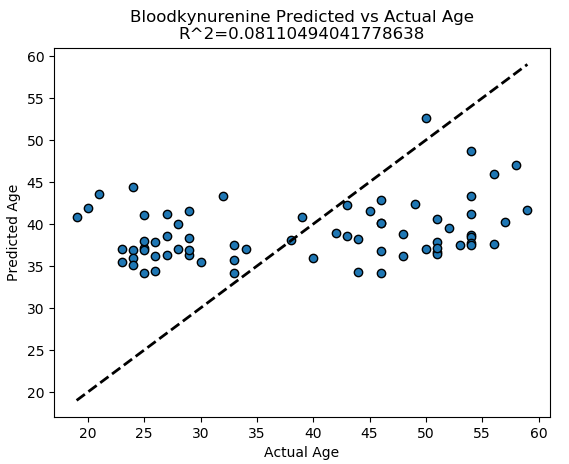 Bloodkynurenine Predicted vs Actual Age
R^2=0.08110494041778638
60
55
50
45
40
35
30
25
20
Predicted Age
20 25 30 35 40 45 50 55 60
Actual Age